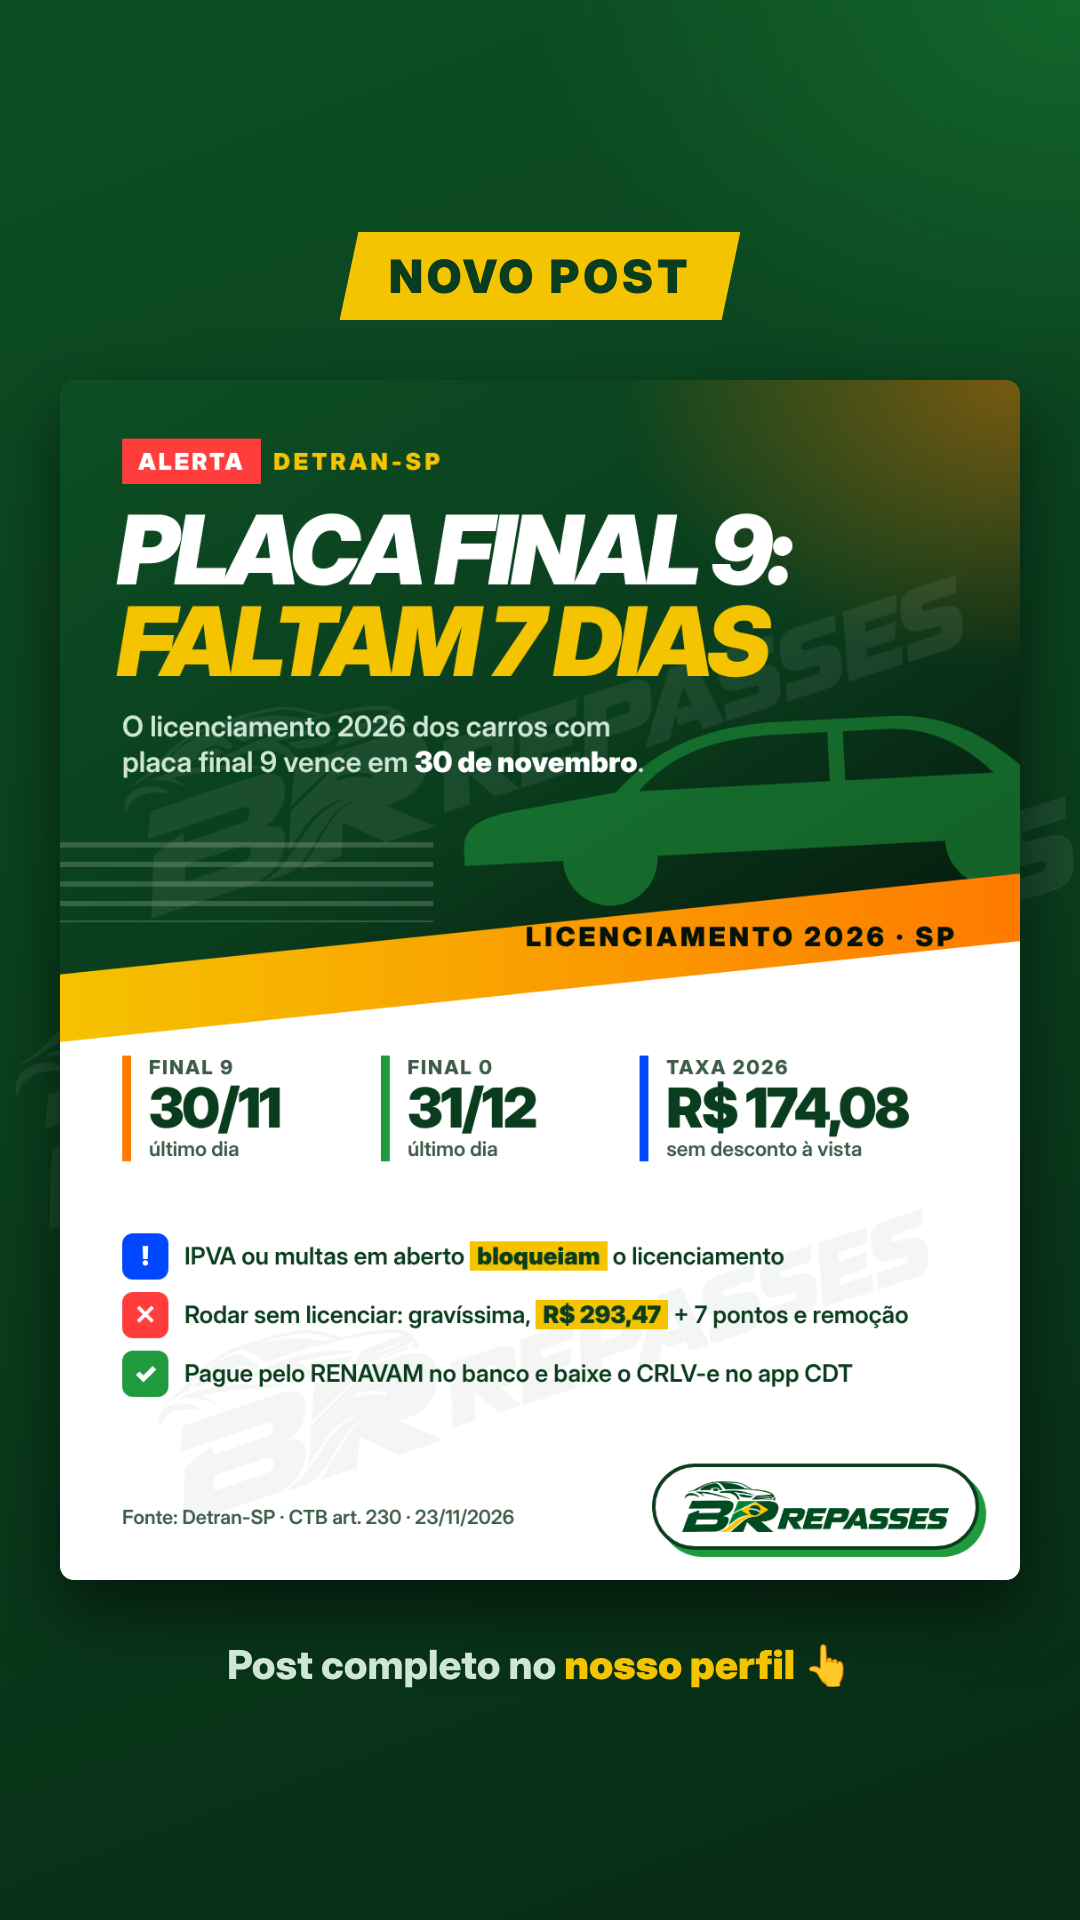 NOVO POST
ALERTA DETRAN-SP
PLACA FINAL 9:
FALTAM 7 DIAS
O licenciamento 2026 dos carros com
placa final 9 vence em 30 de novembro.
BR REPASSES
LICENCIAMENTO 2026 · SP
FINAL 9
30/11
último dia
FINAL 0
31/12
último dia
TAXA 2026
R$ 174,08
sem desconto à vista
! IPVA ou multas em aberto bloqueiam o licenciamento
Rodar sem licenciar: gravíssima, R$ 293,47 + 7 pontos e remoção
Pague pelo RENAVAM no banco e baixe o CRLV-e no app CDT
BR REPASSES
Fonte: Detran-SP · CTB art. 230 · 23/11/2026
BR REPASSES
Post completo no nosso perfil 👆